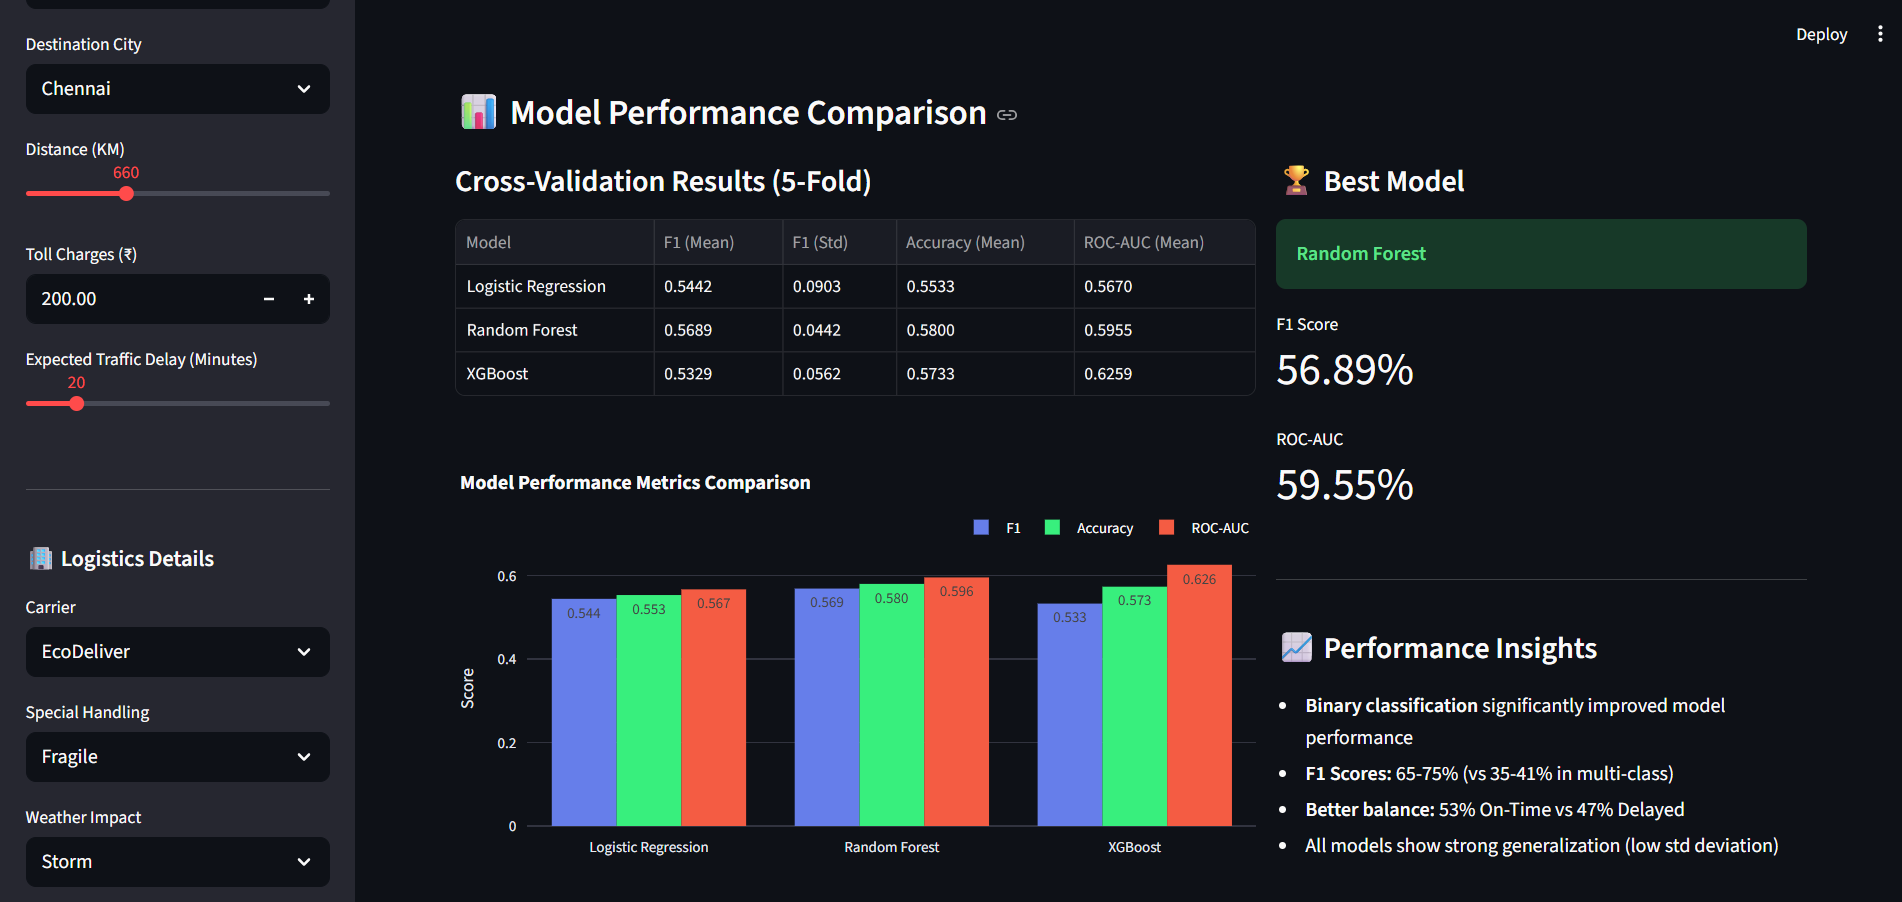 Destination City
Chennai
Distance (KM)
660
Toll Charges (₹)
200.00
Expected Traffic Delay (Minutes)
20
Logistics Details
Carrier
EcoDeliver
Special Handling
Fragile
Weather Impact
Storm
Deploy
Model Performance Comparison
Cross-Validation Results (5-Fold)
Model F1 (Mean) F1 (Std) Accuracy (Mean) ROC-AUC (Mean)
Logistic Regression 0.5442 0.0903 0.5533 0.5670
Random Forest 0.5689 0.0442 0.5800 0.5955
XGBoost 0.5329 0.0562 0.5733 0.6259
Model Performance Metrics Comparison
F1 Accuracy ROC-AUC
Score
0.6
0.4
0.2
0
0.544 0.553 0.567
0.569 0.580 0.596
0.533 0.573 0.626
Logistic Regression Random Forest XGBoost
Best Model
Random Forest
F1 Score
56.89%
ROC-AUC
59.55%
Performance Insights
Binary classification significantly improved model
performance
F1 Scores: 65-75% (vs 35-41% in multi-class)
Better balance: 53% On-Time vs 47% Delayed
All models show strong generalization (low std deviation)